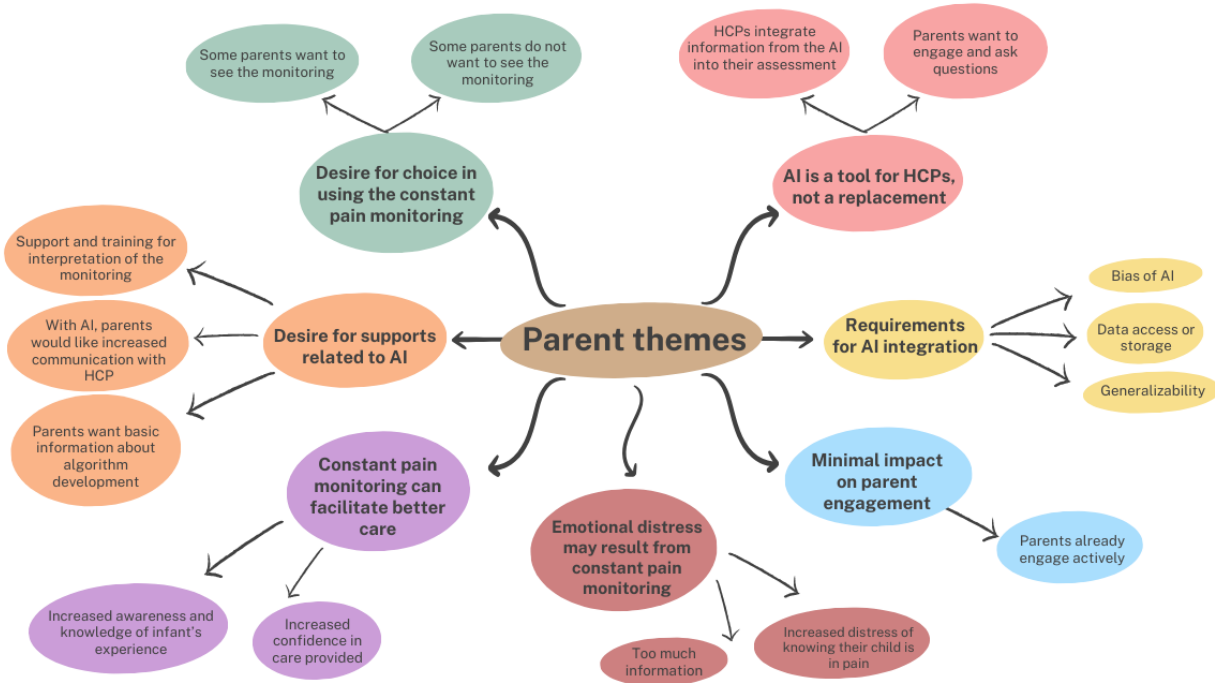 Some parents want to
see the monitoring
Some parents do not
want to see the
monitoring
HCPs integrate
information from the AI
into their assessment
Parents want to
engage and ask
questions
Desire for choice in
using the constant
pain monitoring
AI is a tool for HCPs,
not a replacement
Support and training for
interpretation of the
monitoring
With AI, parents
would like increased
communication with
HCP
Parents want basic
information about
algorithm
development
Desire for supports
related to AI
Parent themes
Requirements
for AI integration
Bias of AI
Data access or
storage
Generalizability
Constant pain
monitoring can
facilitate better
care
Emotional distress
may result from
constant pain
monitoring
Minimal impact
on parent
engagement
Parents already
engage actively
Increased awareness and
knowledge of infant's
experience
Increased
confidence in
care provided
Too much
information
Increased distress of
knowing their child is
in pain